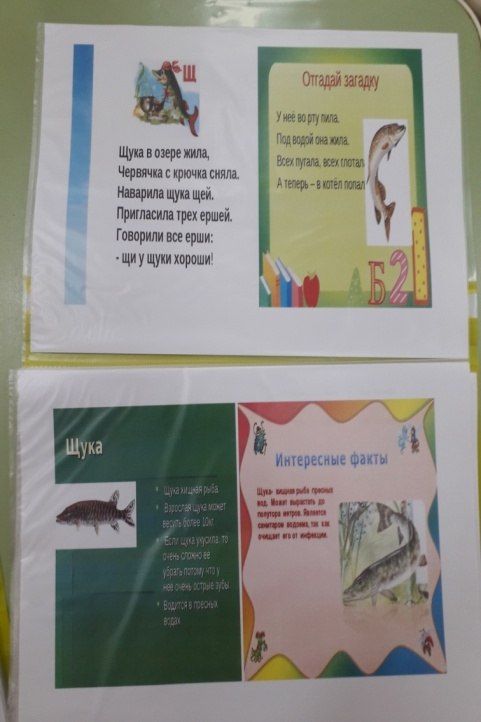 Щ
Щука в озере жила,
Червячка с крючка сняла.
Наварила щука щей.
Пригласила трех ершей.
Говорили все ерши:
- щи у щуки хороши!
Отгадай загадку
У неё во рту пила.
Под водой она жила.
Всех пугала, всех глотала
А теперь – в котёл попал
Б21
Щука
• Щука хищная рыба.
• Взрослая щука может
весить более 10кг
• Если щука укусила, то
очень сложно ее
убрать потому что у
нее очень острые зубы
• Водится в пресных
водах
Интересные факты
Щука- хищная рыба пресных
вод. Может вырастать до
полутора метров. Является
санитаром водоема, так как
очищает его от инфекции.